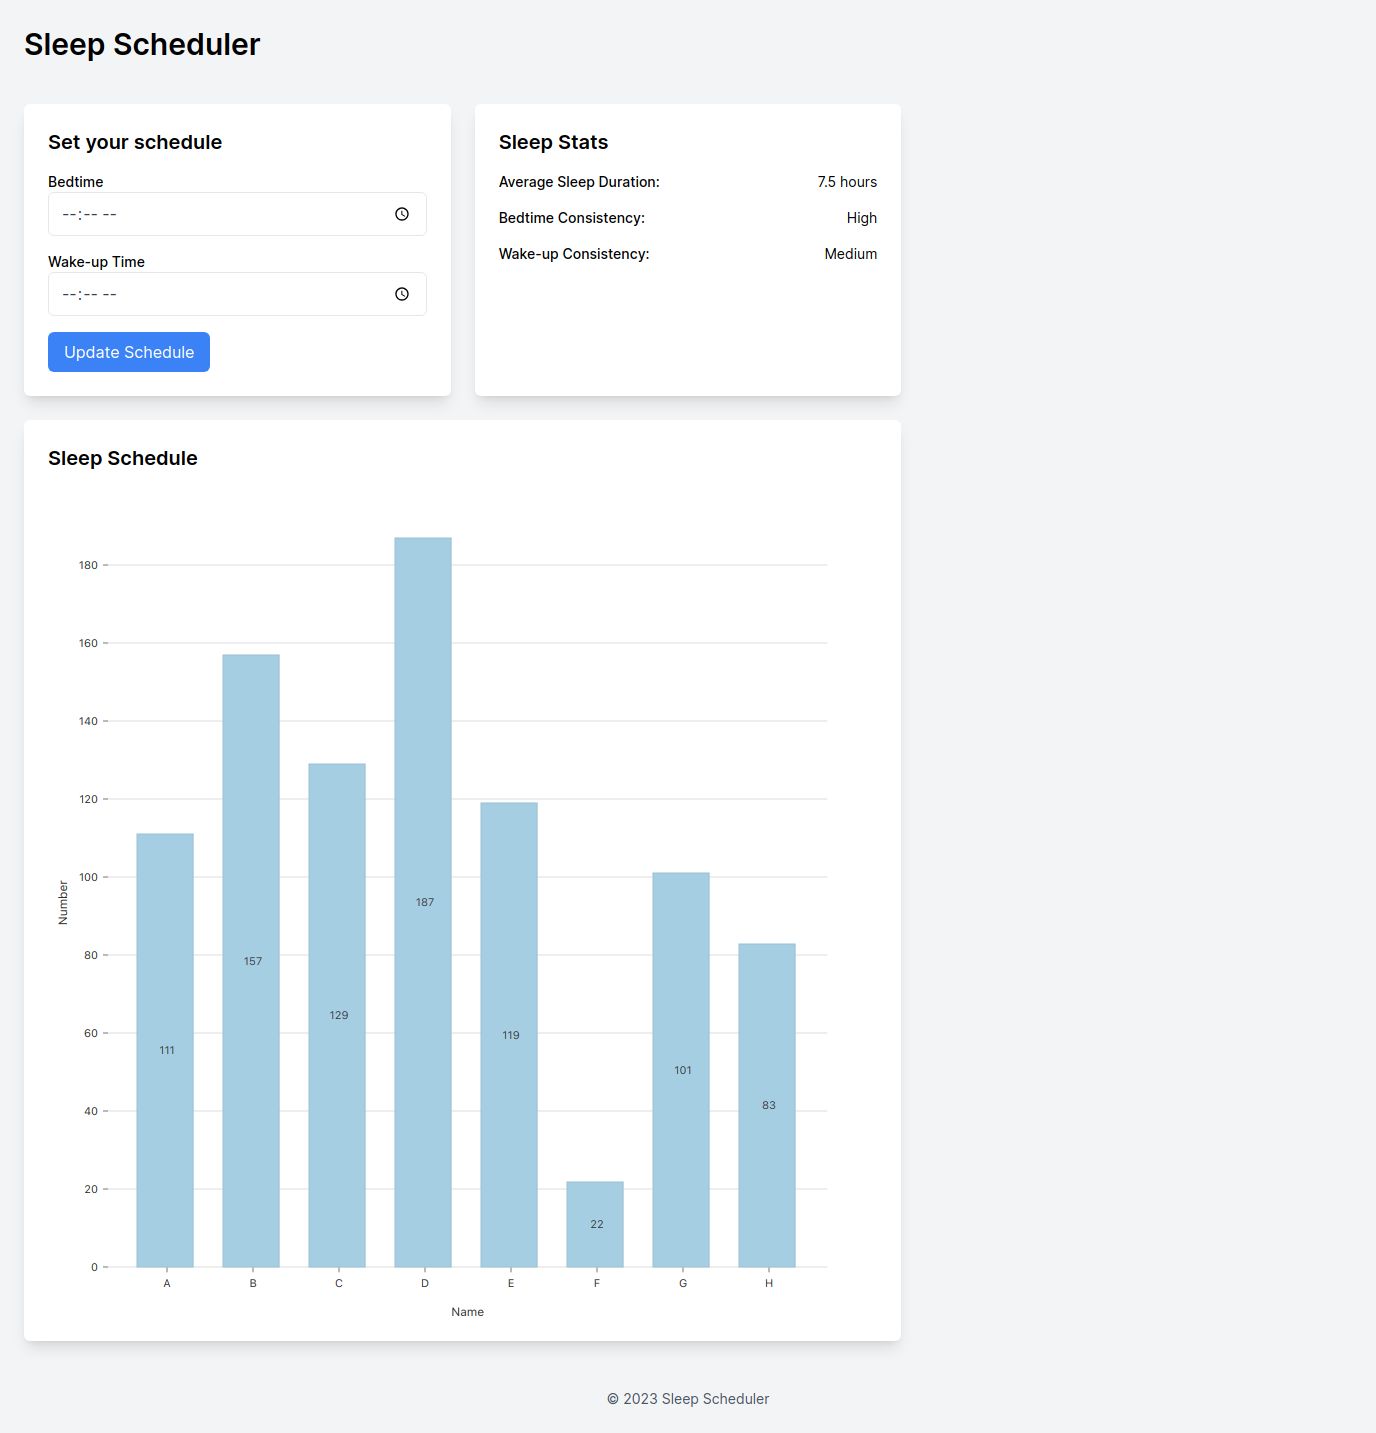 Sleep Scheduler
Set your schedule
Bedtime
--:-- --
Wake-up Time
--:-- --
Update Schedule
Sleep Stats
Average Sleep Duration: 7.5 hours
Bedtime Consistency: High
Wake-up Consistency: Medium
Sleep Schedule
180
160
140
120
100
80
60
40
20
0
Number
111
157
129
187
119
22
101
83
A B C D E F G H
Name
© 2023 Sleep Scheduler